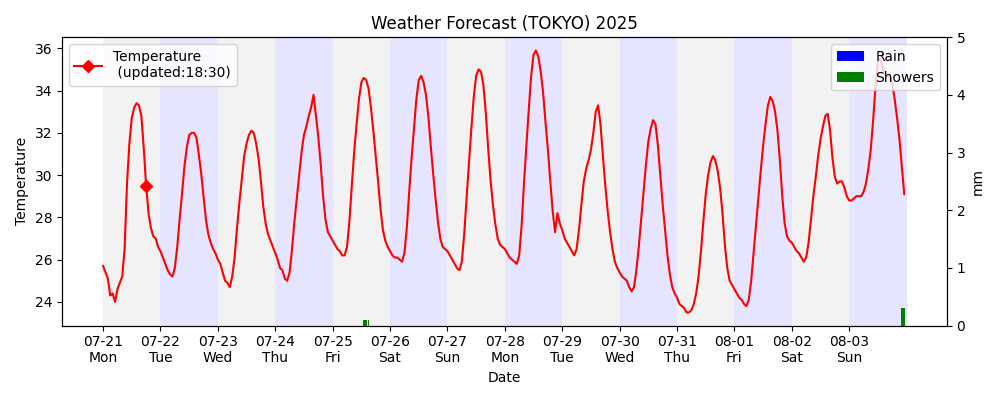 Weather Forecast (TOKYO) 2025
Temperature
(updated:18:30)
Rain
Showers
Temperature
36
34
32
30
28
26
24
5
4
3
2
1
0
mm
07-21 07-22 07-23 07-24 07-25 07-26 07-27 07-28 07-29 07-30 07-31 08-01 08-02 08-03
Mon Tue Wed Thu Fri Sat Sun Mon Tue Wed Thu Fri Sat Sun
Date